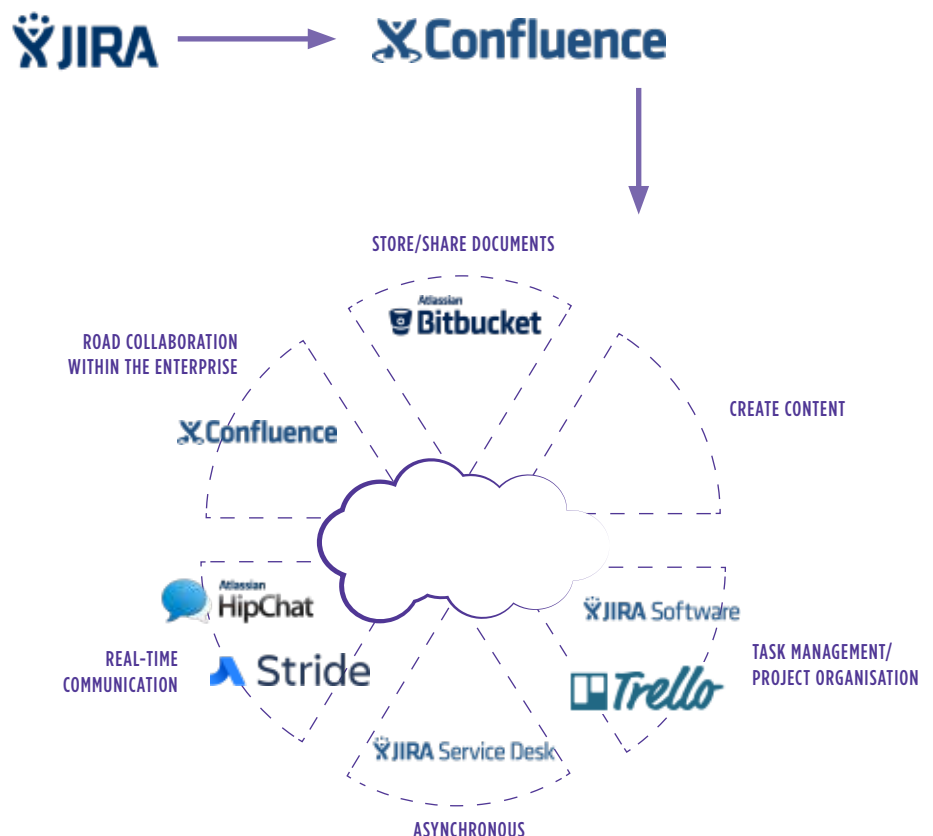 JIRA
Confluence
STORE/SHARE DOCUMENTS
Atlassian
Bitbucket
ROAD COLLABORATION
WITHIN THE ENTERPRISE
CREATE CONTENT
Confluence
Atlassian
HipChat
JIRA Software
REAL-TIME
COMMUNICATION
Stride
TASK MANAGEMENT/
PROJECT ORGANISATION
Trello
JIRA Service Desk
ASYNCHRONOUS